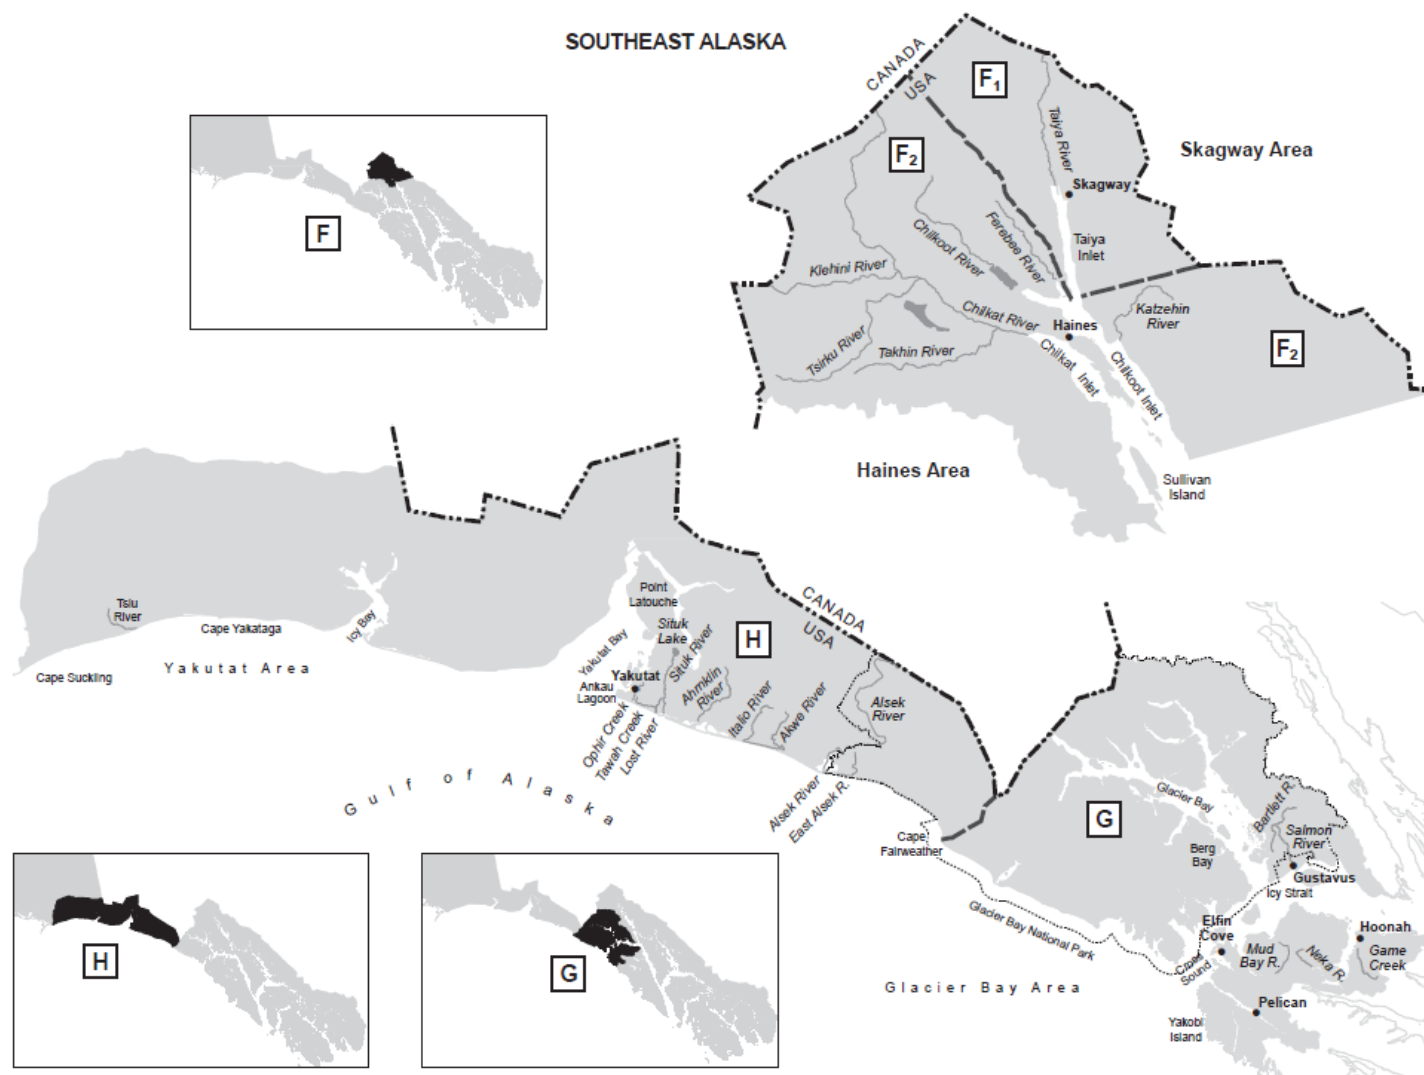 SOUTHEAST ALASKA
CANADA
USA
F1
Taiya River
Skagway Area
F2
Skagway
F
Ferebee River
Chilkoot River
Taiya
Inlet
Klehini River
Katzehin
River
Chilkat River
Haines
F2
Tsirku River
Takhin River
Chilkat Inlet
Chilkoot Inlet
Haines Area
Sullivan
Island
Point
Latouche
CANADA
USA
Tsiu
River
Cape Yakataga
Icy Bay
Situk
Lake
H
Yakutat Bay
Situk River
Yakutat Area
Cape Suckling
Yakutat
Ankau
Lagoon
Ahrnklin
River
Alsek
River
Italio River
Akwe River
Ophir Creek
Tawah Creek
Lost River
Gulf of Alaska
Alsek River
East Alsek R.
Glacier Bay
Bartlett R.
G
Salmon
River
Cape
Fairweather
Berg
Bay
Gustavus
Icy Strait
Glacier Bay National Park
Elfin
Cove
Hoonah
Mud
Bay R.
Neka R.
Game
Creek
H
G
Cross
Sound
Glacier Bay Area
Pelican
Yakobi
Island